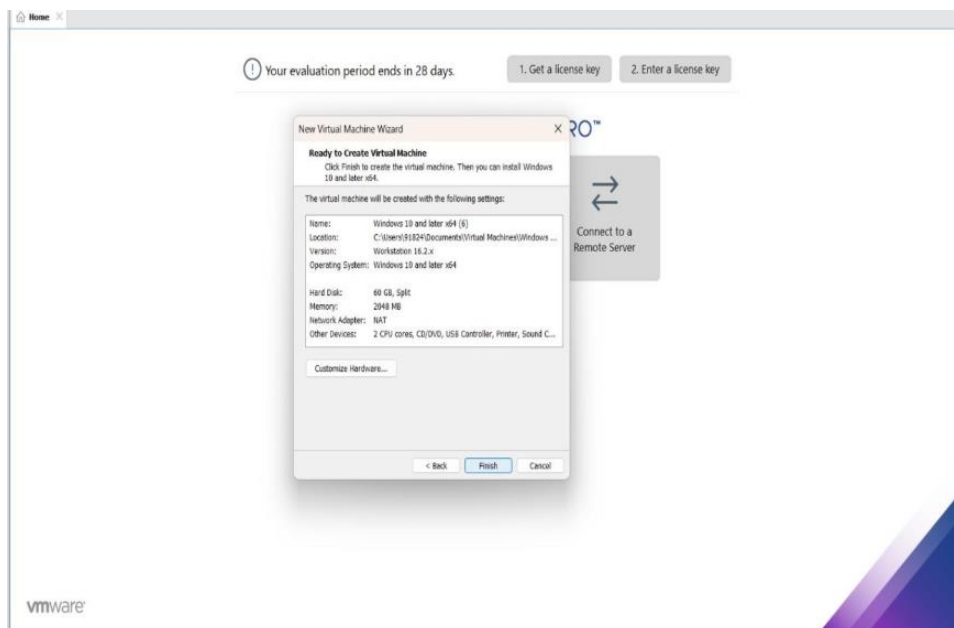 Home
Your evaluation period ends in 28 days.
1. Get a license key
2. Enter a license key
New Virtual Machine Wizard
RO™
Ready to Create Virtual Machine
Click Finish to create the virtual machine. Then you can install Windows
10 and later x64.
The virtual machine will be created with the following settings:
Name: Windows 10 and later x64 (6)
Location: C:\Users\91824\Documents\Virtual Machines\Windows ...
Version: Workstation 16.2.x
Operating System: Windows 10 and later x64
Hard Disk: 60 GB, Split
Memory: 2048 MB
Network Adapter: NAT
Other Devices: 2 CPU cores, CD/DVD, USB Controller, Printer, Sound C...
Customize Hardware...
< Back
Finish
Cancel
Connect to a
Remote Server
vmware